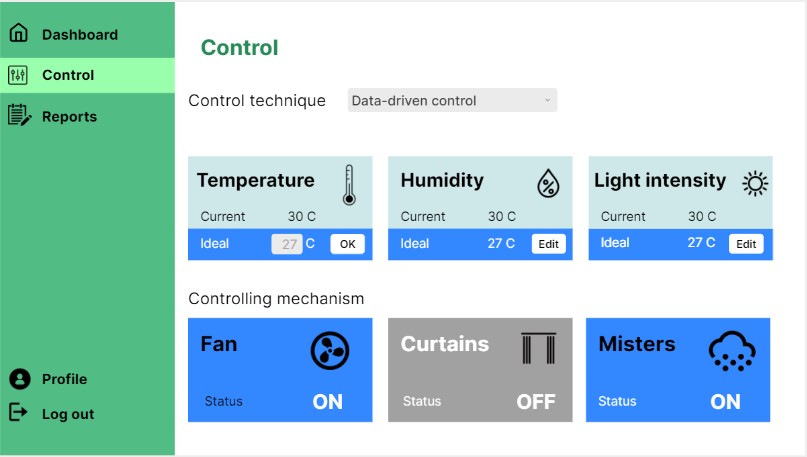 Dashboard
Control
Reports
Profile
Log out
Control
Control technique Data-driven control
Temperature
Current 30 C
Ideal 27 C OK
Humidity
%
Current 30 C
Ideal 27 C Edit
Light intensity
Current 30 C
Ideal 27 C Edit
Controlling mechanism
Fan
Status ON
Curtains
Status OFF
Misters
Status ON